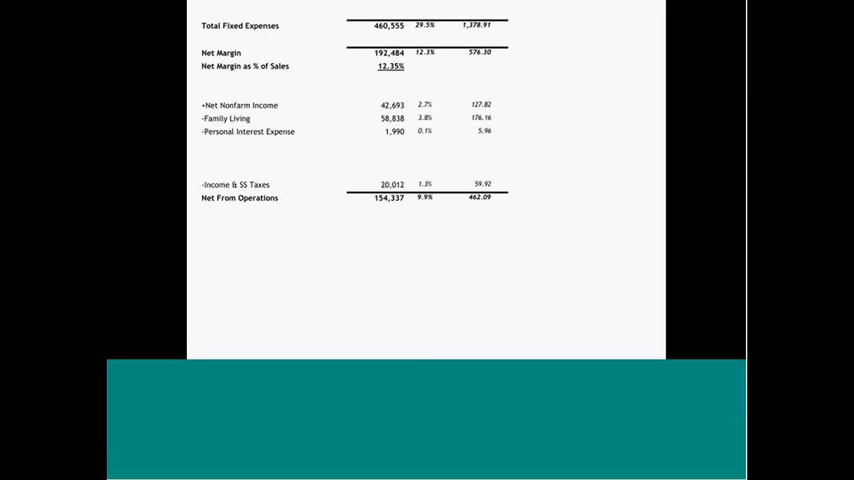 Total Fixed Expenses 460,555 29.5% 1,378.91
Net Margin 192,484 12.3% 576.30
Net Margin as % of Sales 12.35%
+Net Nonfarm Income 42,693 2.7% 127.82
-Family Living 58,838 3.8% 176.16
-Personal Interest Expense 1,990 0.1% 5.96
-Income & SS Taxes 20,012 1.3% 59.92
Net From Operations 154,337 9.9% 462.09